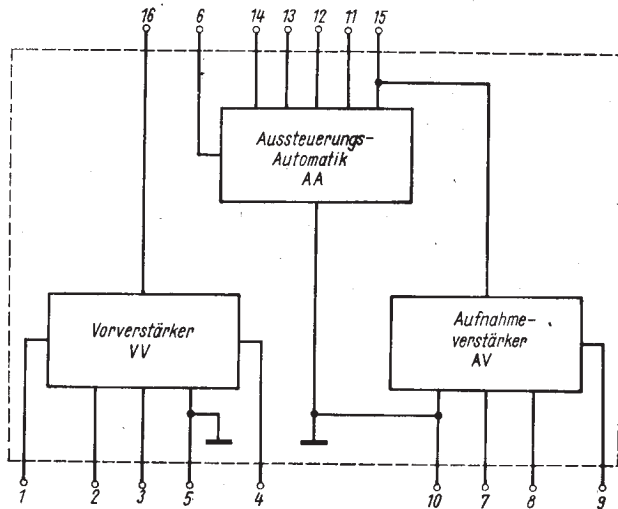 16 6 14 13 12 11 15
Aussteuerungs-
Automatik
AA
Vorverstärker
VV
Aufnahme-
verstärker
AV
1 2 3 5 4 10 7 8 9